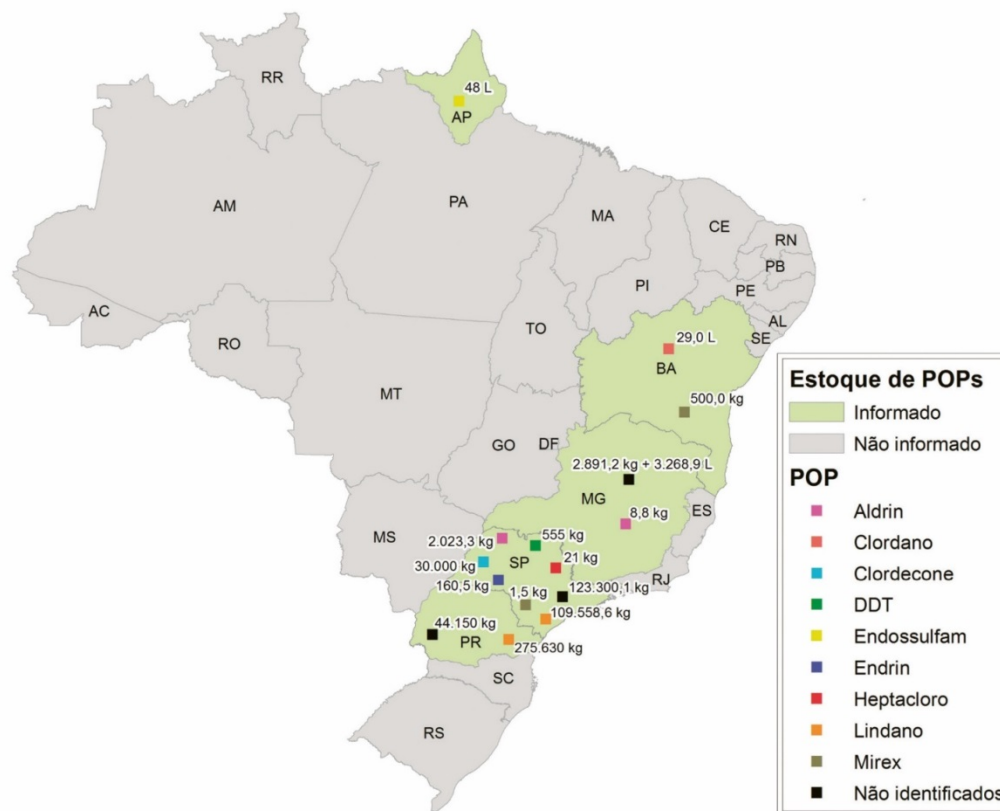 RR
48 L
AP
AM
PA
MA
CE
RN
PB
PI
PE
AL
SE
AC
TO
RO
29,0 L
BA
MT
500,0 kg
GO
DF
2.891,2 kg + 3.268,9 L
MG
ES
8,8 kg
MS
2.023,3 kg
555 kg
SP
21 kg
30.000 kg
RJ
160,5 kg
1,5 kg
123.300,1 kg
109.558,6 kg
44.150 kg
PR
275.630 kg
SC
RS
Estoque de POPs
Informado
Não informado
POP
Aldrin
Clordano
Clordecone
DDT
Endossulfam
Endrin
Heptacloro
Lindano
Mirex
Não identificados